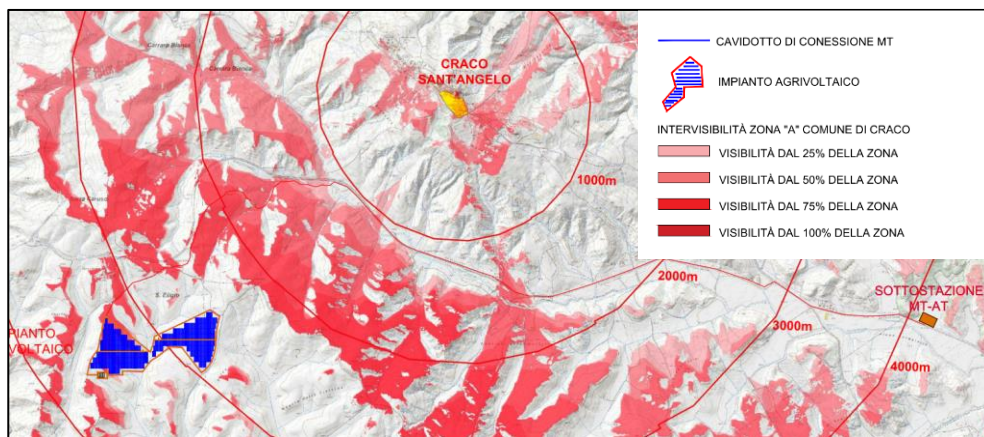 CRACO
SANT'ANGELO
1000m
2000m
3000m
4000m
SOTTOSTAZIONE
MT-AT
PIANTO
VOLTAICO
S. Eligio
CAVIDOTTO DI CONESSIONE MT
IMPIANTO AGRIVOLTAICO
INTERVISIBILITÀ ZONA "A" COMUNE DI CRACO
VISIBILITÀ DAL 25% DELLA ZONA
VISIBILITÀ DAL 50% DELLA ZONA
VISIBILITÀ DAL 75% DELLA ZONA
VISIBILITÀ DAL 100% DELLA ZONA